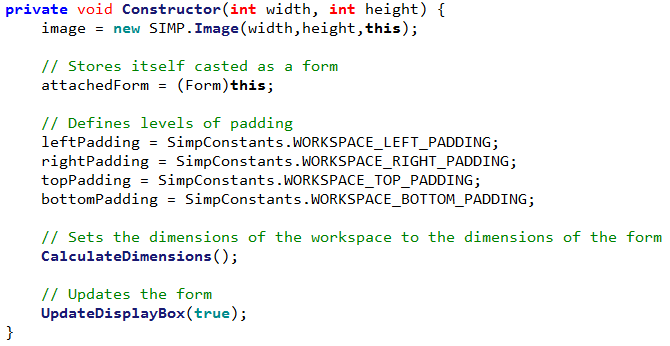 private void Constructor(int width, int height) {
    image = new SIMP.Image(width,height,this);

    // Stores itself casted as a form
    attachedForm = (Form)this;

    // Defines levels of padding
    leftPadding = SimpConstants.WORKSPACE_LEFT_PADDING;
    rightPadding = SimpConstants.WORKSPACE_RIGHT_PADDING;
    topPadding = SimpConstants.WORKSPACE_TOP_PADDING;
    bottomPadding = SimpConstants.WORKSPACE_BOTTOM_PADDING;

    // Sets the dimensions of the workspace to the dimensions of the form
    CalculateDimensions();

    // Updates the form
    UpdateDisplayBox(true);
}